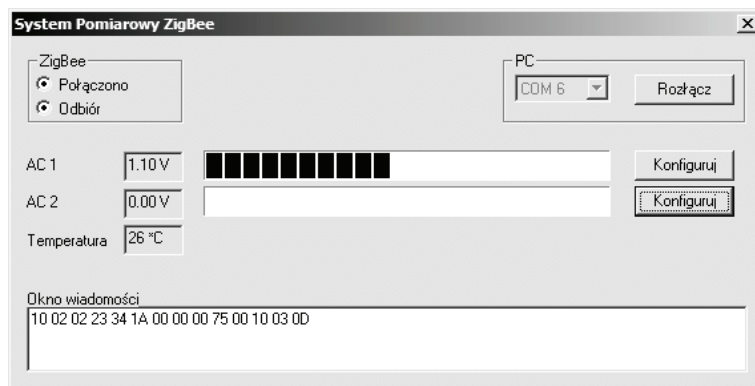 System Pomiarowy ZigBee
ZigBee
Połączono
Odbiór
PC
COM 6
Rozłącz
AC 1
1.10 V
Konfiguruj
AC 2
0.00 V
Konfiguruj
Temperatura
26 °C
Okno wiadomości
10 02 02 23 34 1A 00 00 00 75 00 10 03 0D